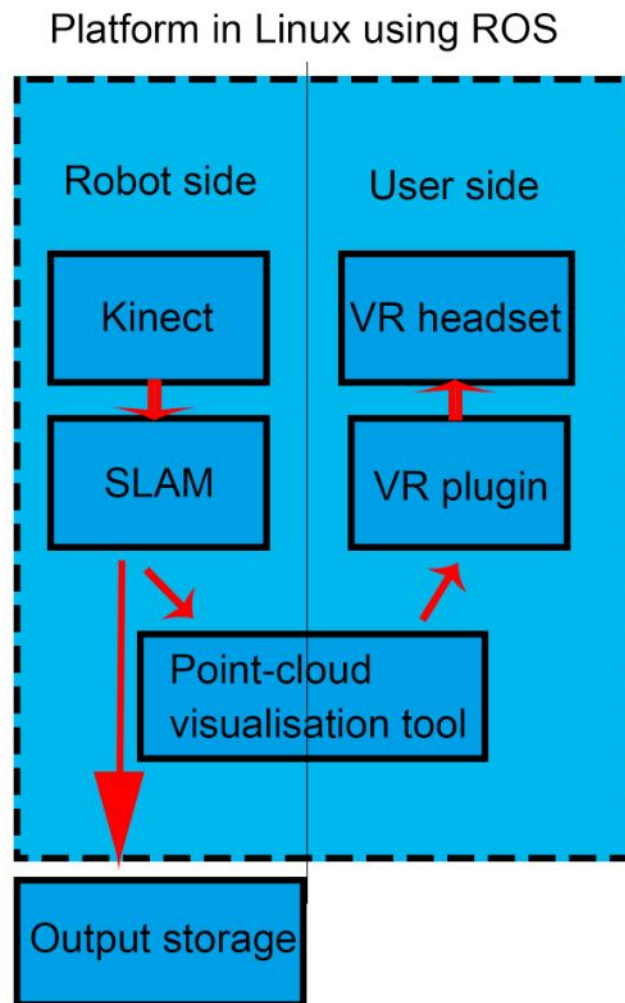 Platform in Linux using ROS
Robot side
User side
Kinect
VR headset
SLAM
VR plugin
Point-cloud
visualisation tool
Output storage